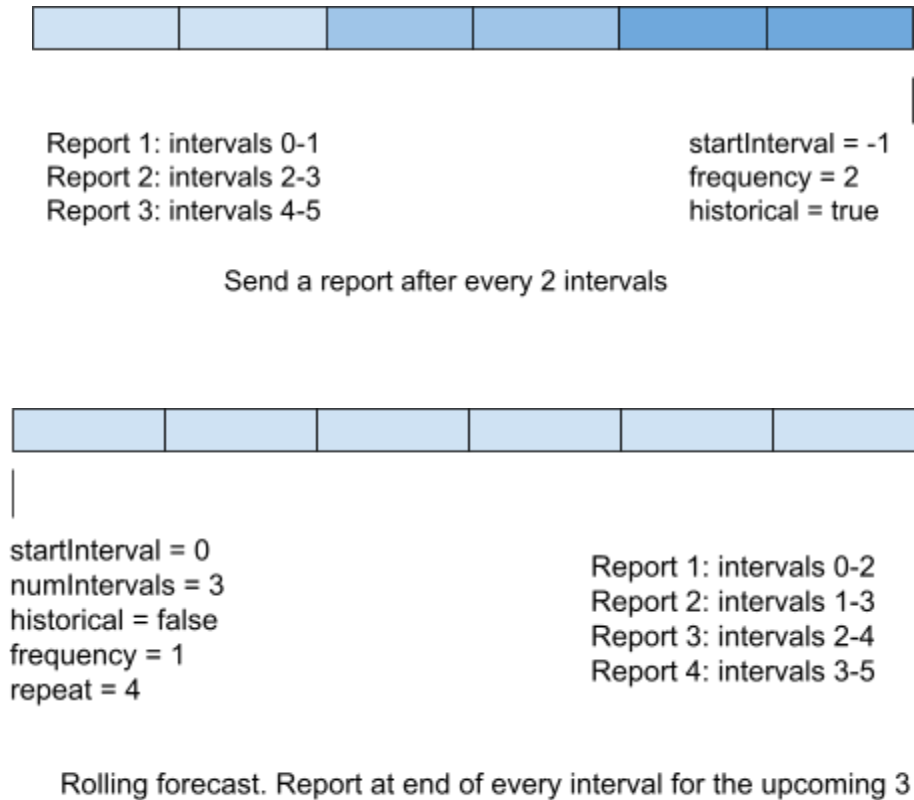 Report 1: intervals 0-1
Report 2: intervals 2-3
Report 3: intervals 4-5
startInterval = -1
frequency = 2
historical = true
Send a report after every 2 intervals
startInterval = 0
numIntervals = 3
historical = false
frequency = 1
repeat = 4
Report 1: intervals 0-2
Report 2: intervals 1-3
Report 3: intervals 2-4
Report 4: intervals 3-5
Rolling forecast. Report at end of every interval for the upcoming 3